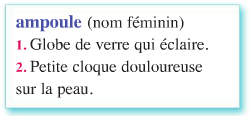 ampoule (nom féminin)
1. Globe de verre qui éclaire.
2. Petite cloque douloureuse
sur la peau.